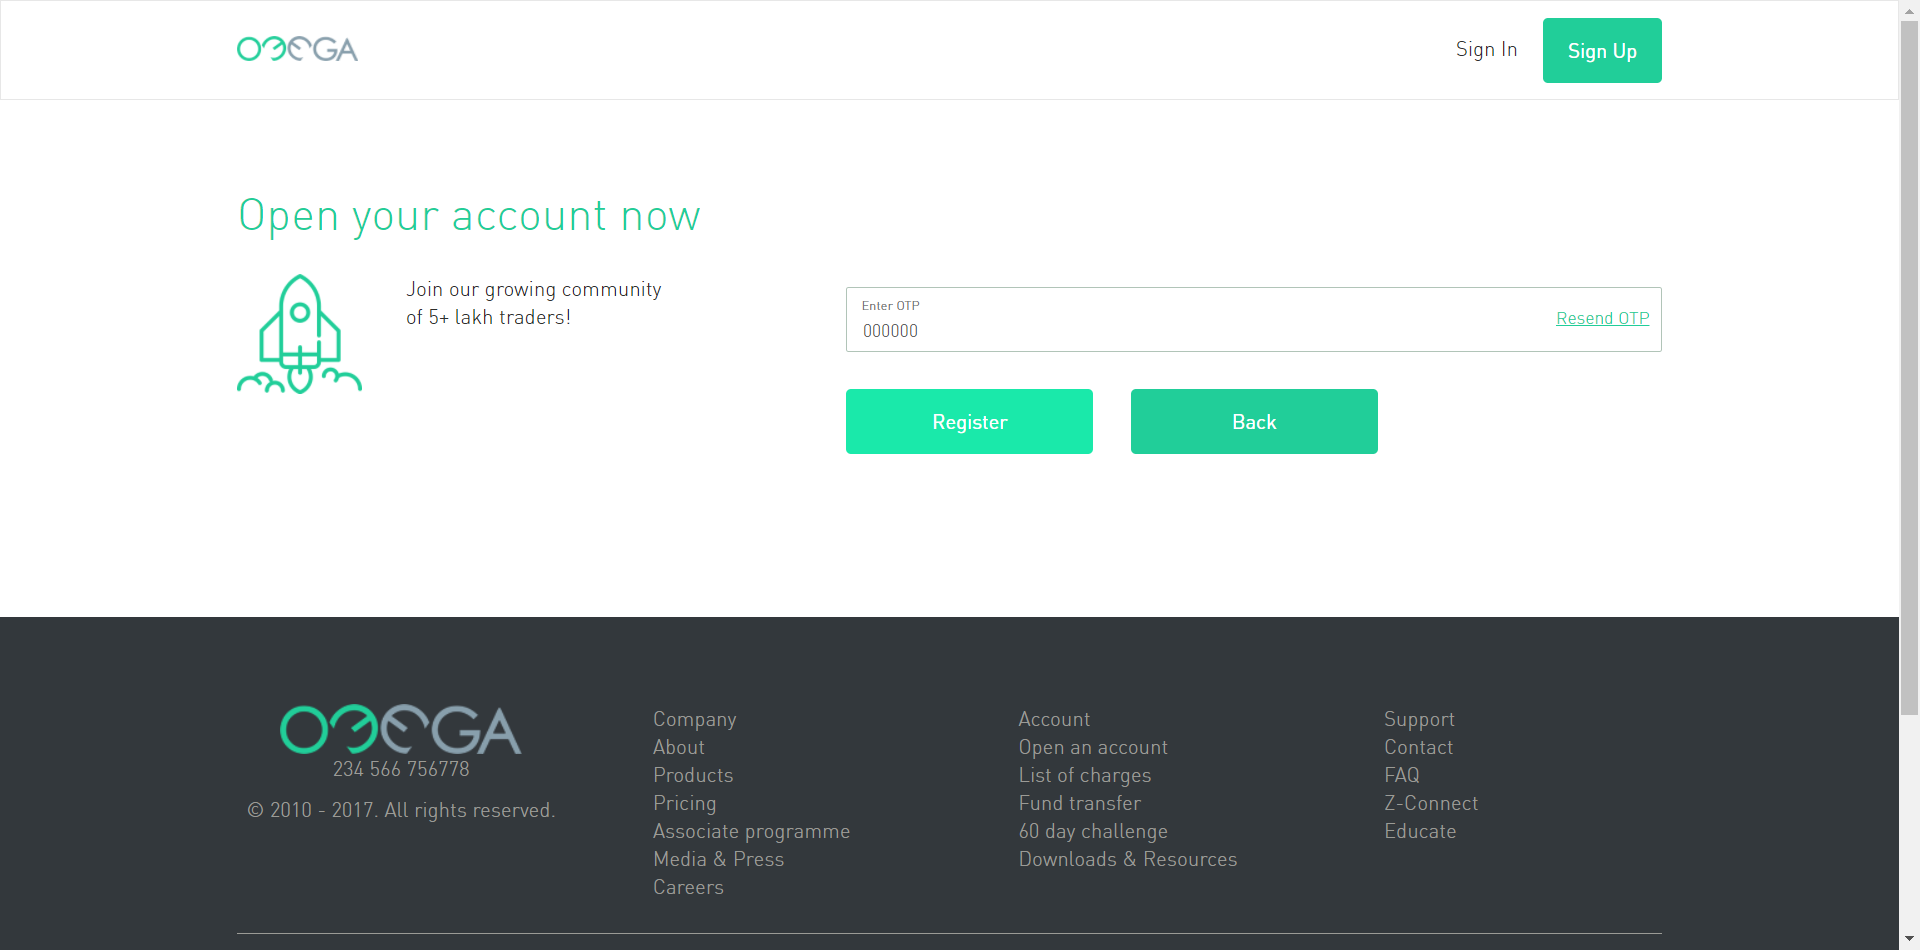 OMEGA
Sign In
Sign Up
Open your account now
Join our growing community
of 5+ lakh traders!
Enter OTP
000000
Resend OTP
Register
Back
OMEGA
234 566 756778
© 2010 - 2017. All rights reserved.
Company
About
Products
Pricing
Associate programme
Media & Press
Careers
Account
Open an account
List of charges
Fund transfer
60 day challenge
Downloads & Resources
Support
Contact
FAQ
Z-Connect
Educate